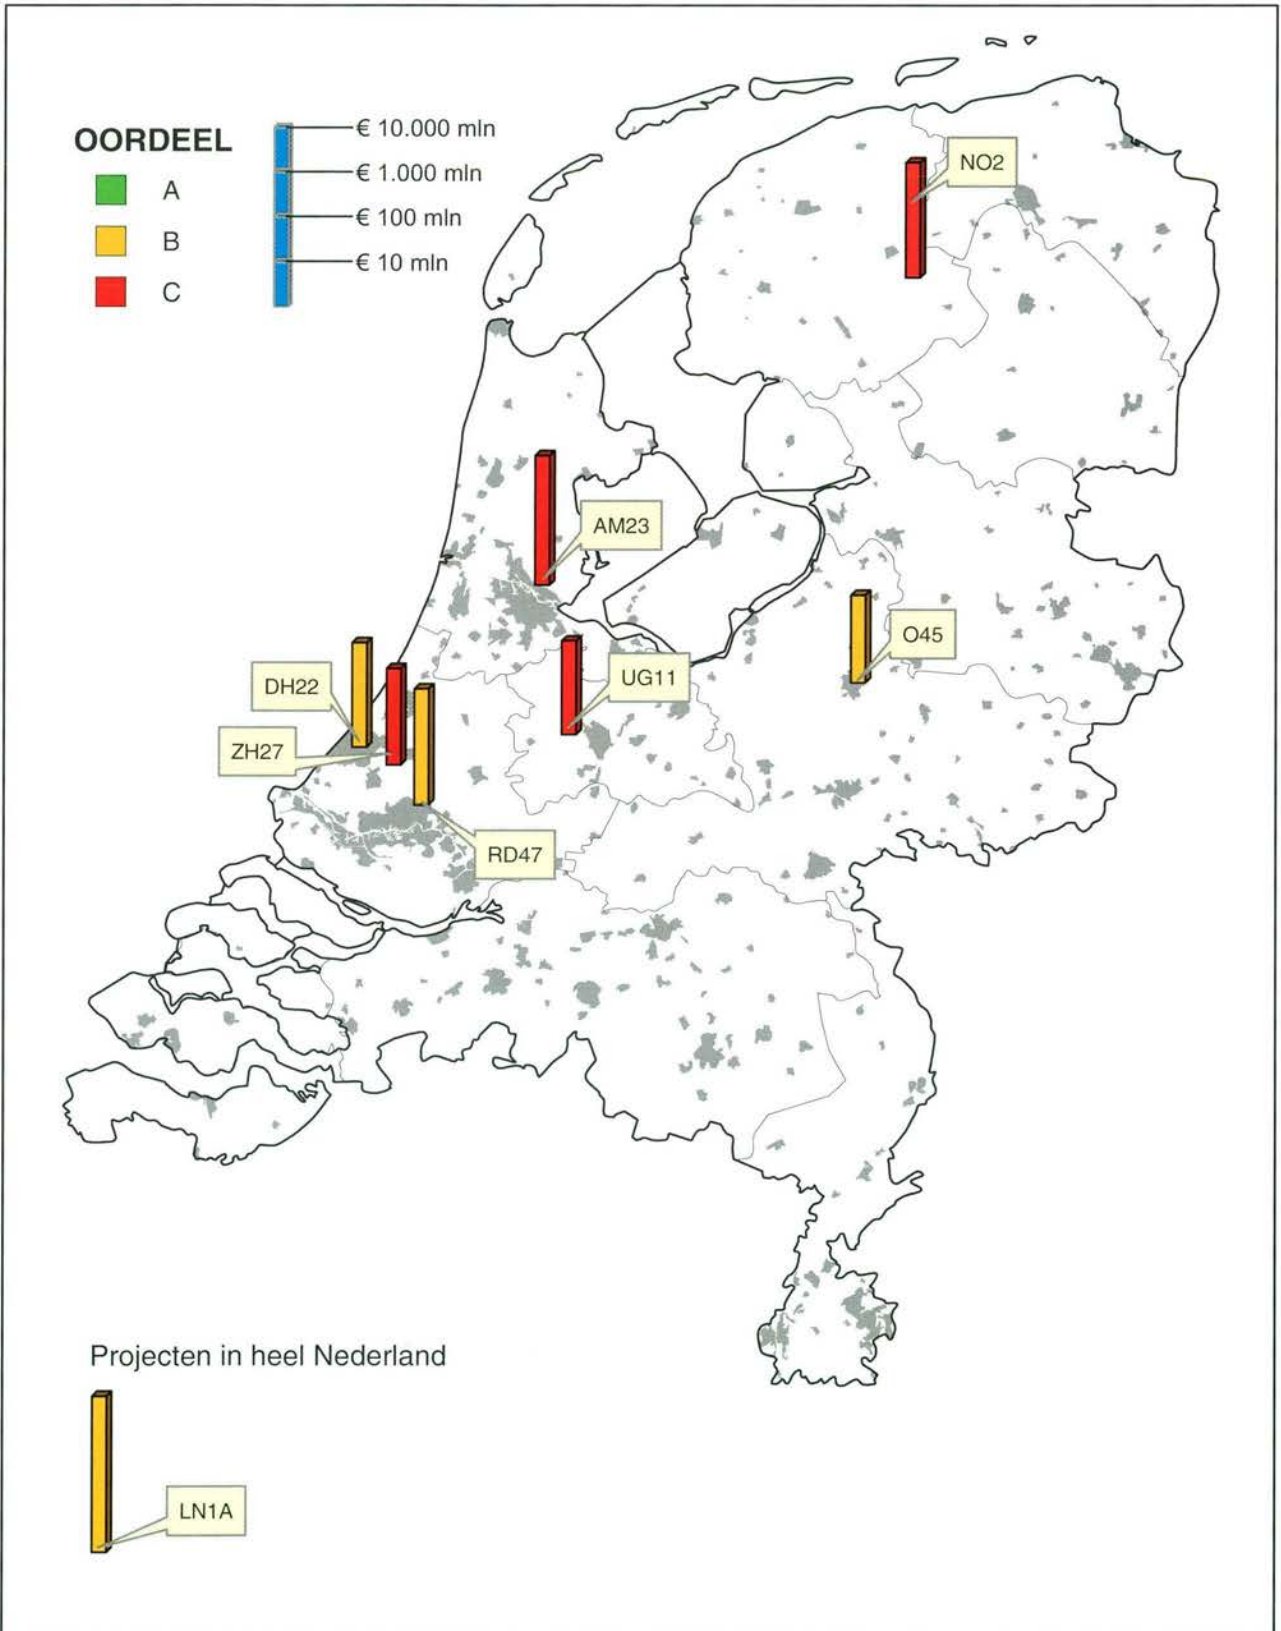 OORDEEL
A
B
C
€ 10.000 mln
€ 1.000 mln
€ 100 mln
€ 10 mln
NO2
AM23
O45
DH22
UG11
ZH27
RD47
Projecten in heel Nederland
LN1A